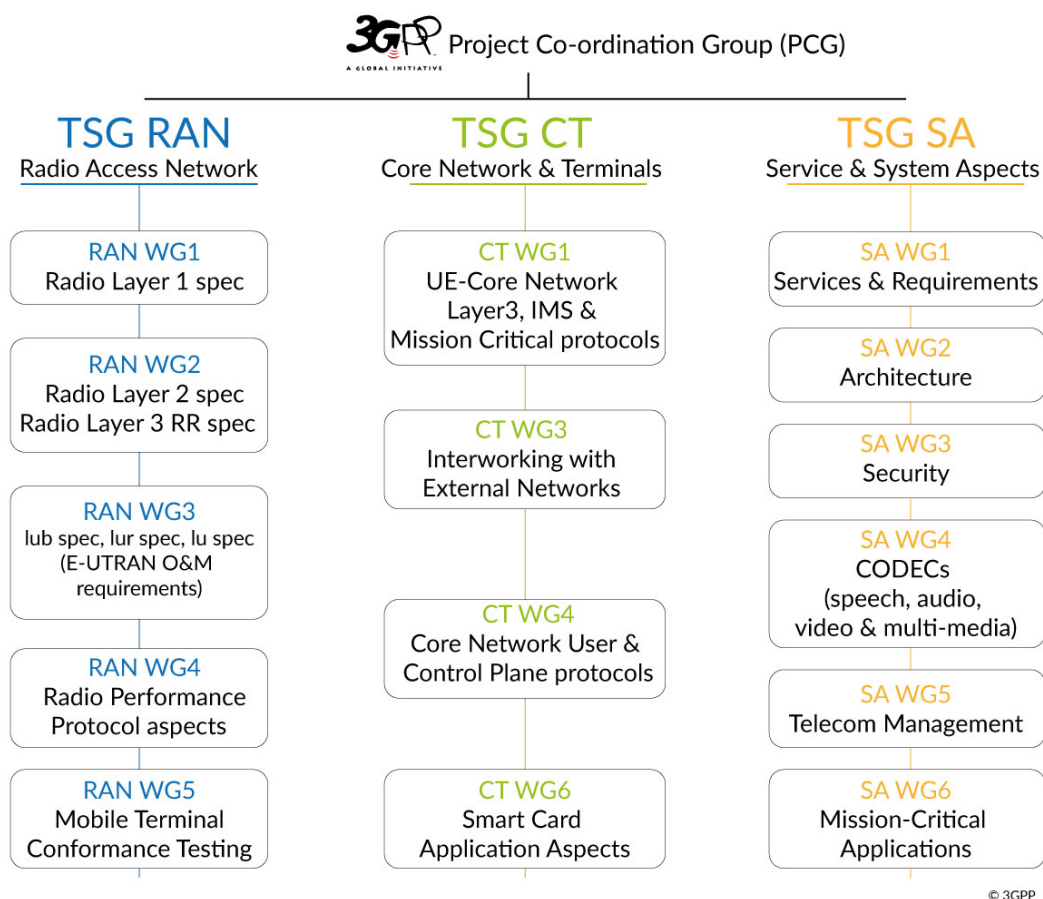 3GPP
A GLOBAL INITIATIVE
Project Co-ordination Group (PCG)
TSG RAN
Radio Access Network
RAN WG1
Radio Layer 1 spec
RAN WG2
Radio Layer 2 spec
Radio Layer 3 RR spec
RAN WG3
lub spec, lur spec, lu spec
(E-UTRAN O&M
requirements)
RAN WG4
Radio Performance
Protocol aspects
RAN WG5
Mobile Terminal
Conformance Testing
TSG CT
Core Network & Terminals
CT WG1
UE-Core Network
Layer3, IMS &
Mission Critical protocols
CT WG3
Interworking with
External Networks
CT WG4
Core Network User &
Control Plane protocols
CT WG6
Smart Card
Application Aspects
TSG SA
Service & System Aspects
SA WG1
Services & Requirements
SA WG2
Architecture
SA WG3
Security
SA WG4
CODECs
(speech, audio,
video & multi-media)
SA WG5
Telecom Management
SA WG6
Mission-Critical
Applications
© 3GPP